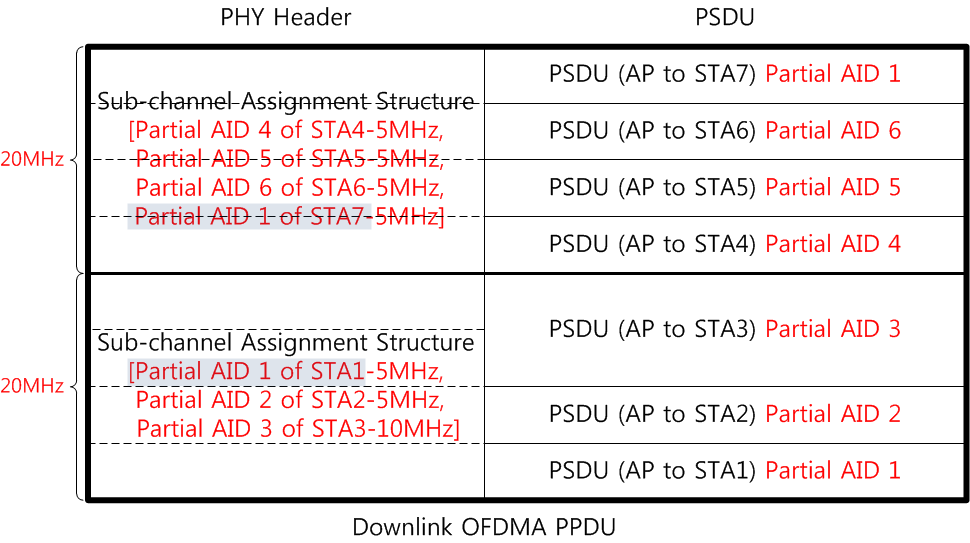 PHY Header
PSDU
20MHz
Sub-channel Assignment Structure
[Partial AID 4 of STA4-5MHz,
Partial AID 5 of STA5-5MHz,
Partial AID 6 of STA6-5MHz,
Partial AID 1 of STA7-5MHz]
PSDU (AP to STA7) Partial AID 1
PSDU (AP to STA6) Partial AID 6
PSDU (AP to STA5) Partial AID 5
PSDU (AP to STA4) Partial AID 4
20MHz
Sub-channel Assignment Structure
[Partial AID 1 of STA1-5MHz,
Partial AID 2 of STA2-5MHz,
Partial AID 3 of STA3-10MHz]
PSDU (AP to STA3) Partial AID 3
PSDU (AP to STA2) Partial AID 2
PSDU (AP to STA1) Partial AID 1
Downlink OFDMA PPDU